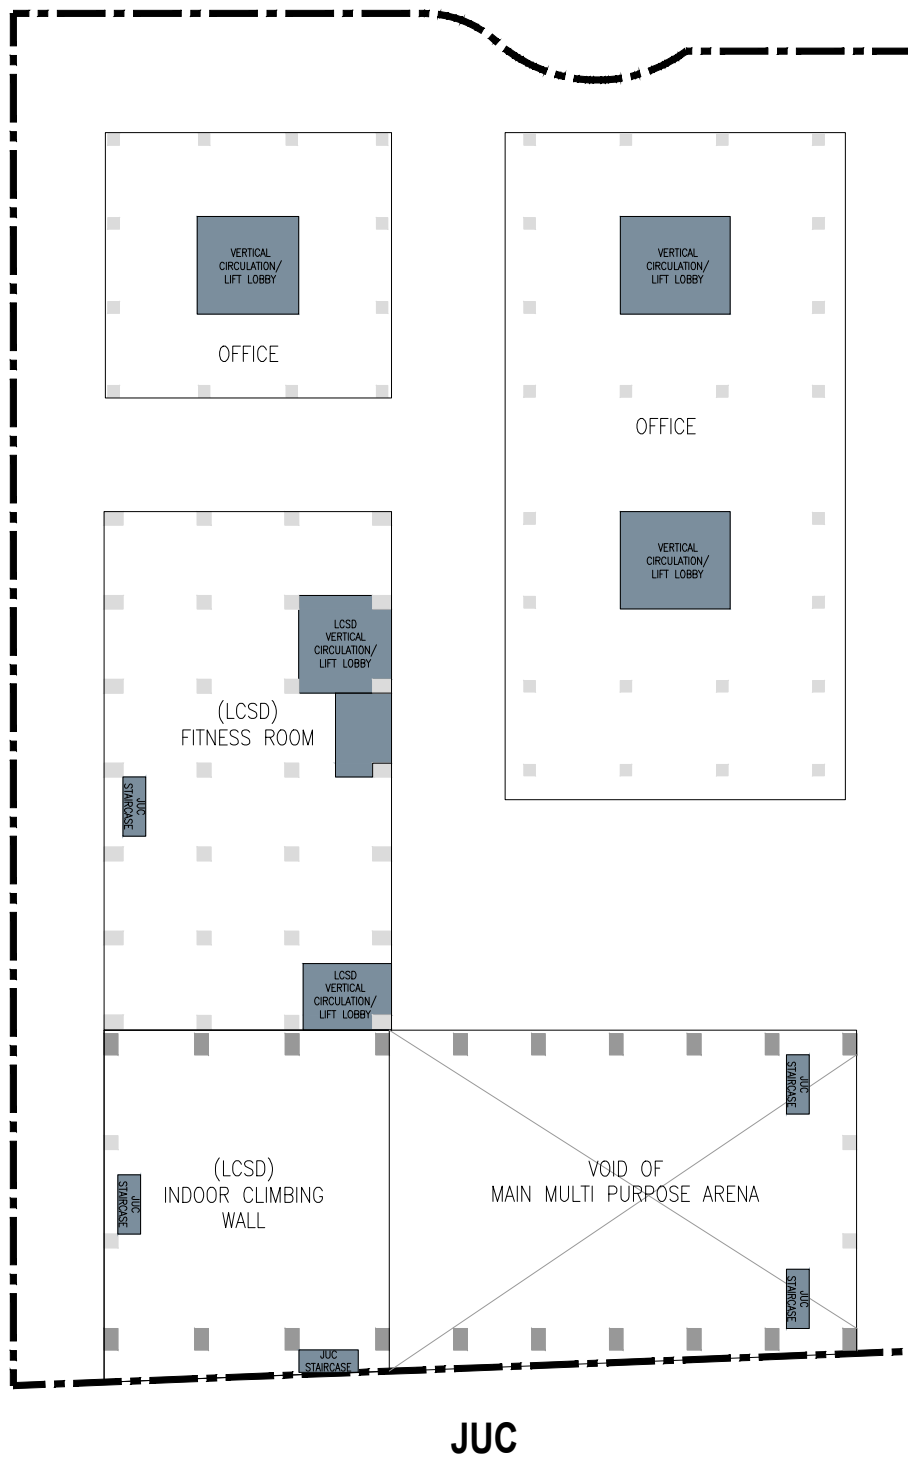 VERTICAL
CIRCULATION/
LIFT LOBBY
OFFICE
VERTICAL
CIRCULATION/
LIFT LOBBY
OFFICE
VERTICAL
CIRCULATION/
LIFT LOBBY
LCSD
VERTICAL
CIRCULATION/
LIFT LOBBY
(LCSD)
FITNESS ROOM
JUC
STAIRCASE
LCSD
VERTICAL
CIRCULATION/
LIFT LOBBY
JUC
STAIRCASE
(LCSD)
INDOOR CLIMBING
WALL
JUC
STAIRCASE
VOID OF
MAIN MULTI PURPOSE ARENA
JUC
STAIRCASE
JUC
STAIRCASE
JUC